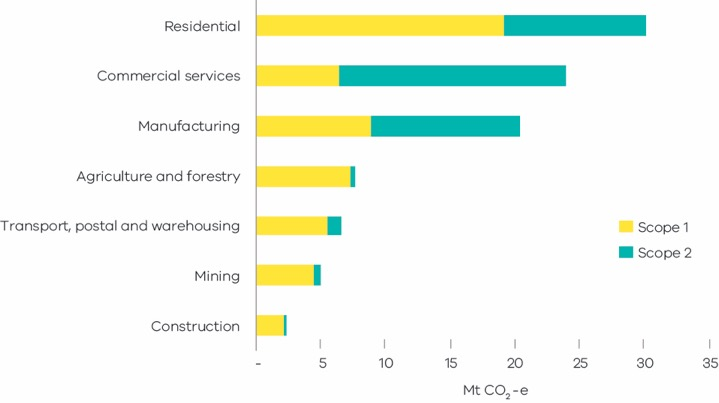 Residential
Commercial services
Manufacturing
Agriculture and forestry
Transport, postal and warehousing
Mining
Construction
Scope 1
Scope 2
- 5 10 15 20 25 30 35
Mt CO₂-e